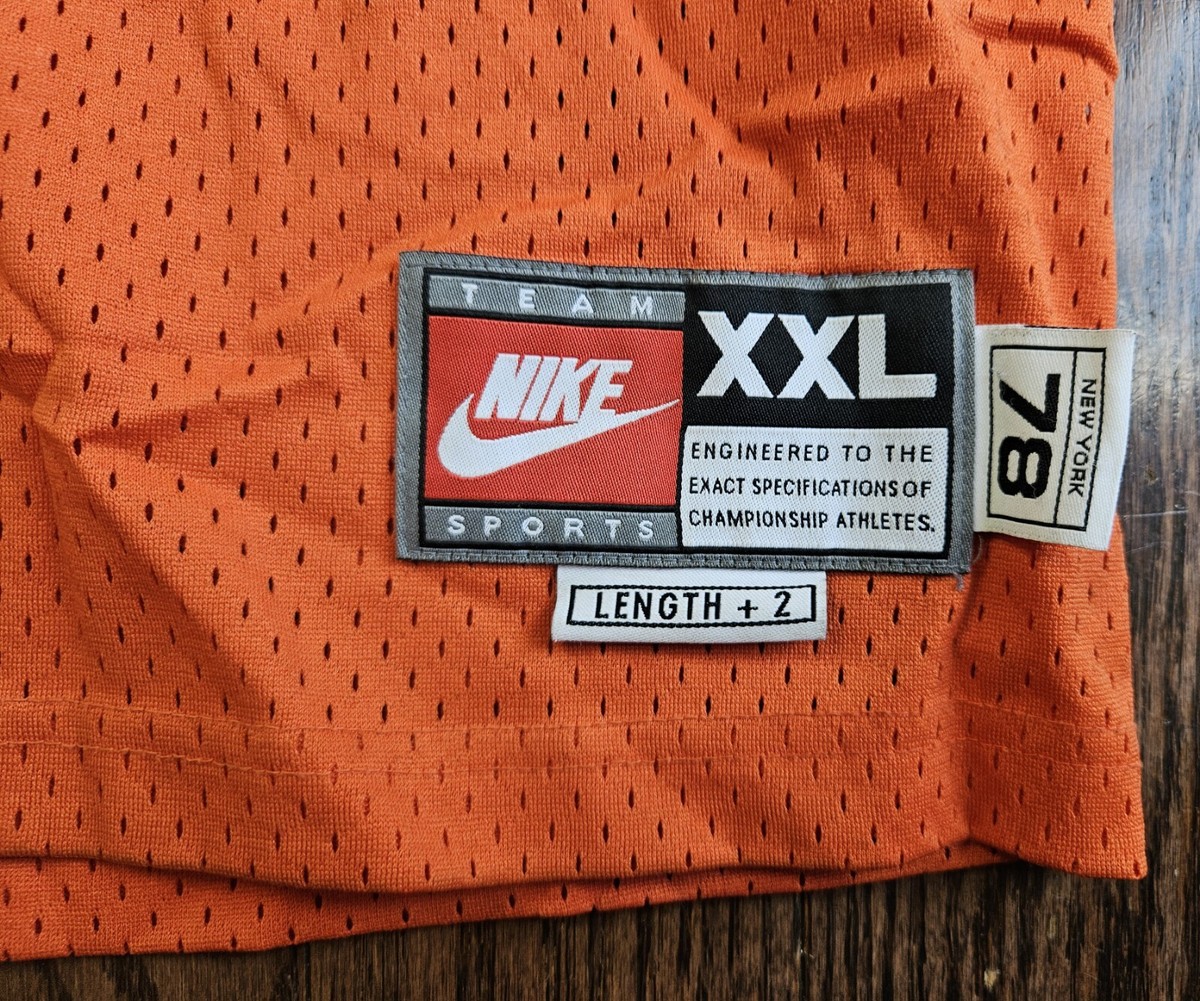 TEAM
NIKE
SPORTS
XXL
ENGINEERED TO THE
EXACT SPECIFICATIONS OF
CHAMPIONSHIP ATHLETES.
LENGTH + 2
NEW YORK
78